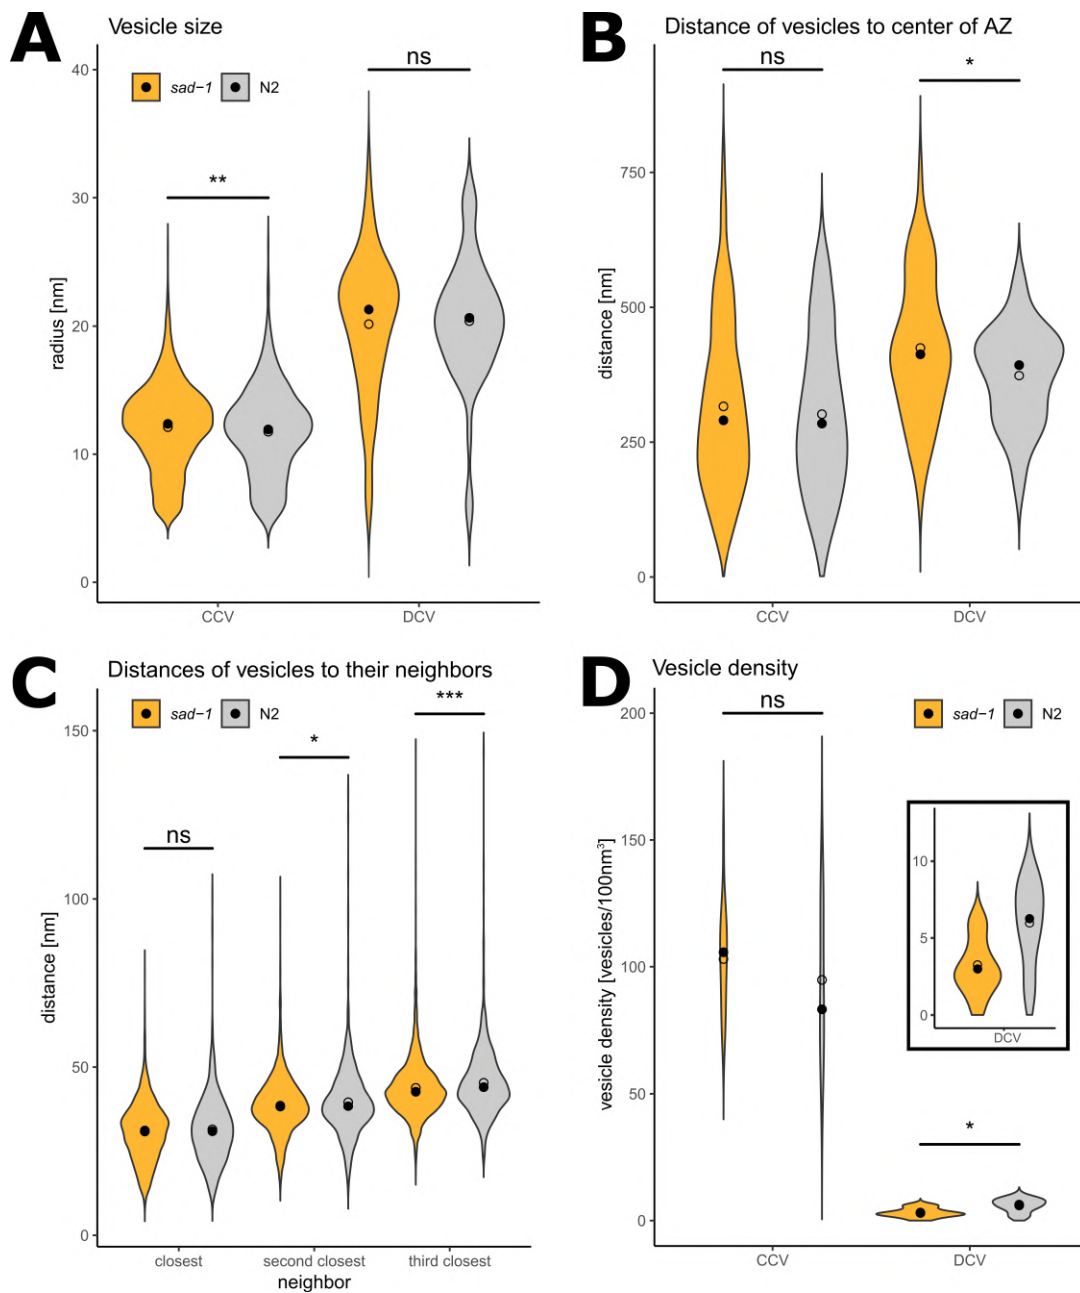 A
Vesicle size
sad−1
N2
**
ns
40
30
20
10
0
radius [nm]
CCV
DCV
B
Distance of vesicles to center of AZ
ns
*
750
500
250
0
distance [nm]
CCV
DCV
C
Distances of vesicles to their neighbors
sad−1
N2
ns
*
***
150
100
50
0
distance [nm]
closest
second closest
third closest
neighbor
D
Vesicle density
ns
sad−1
N2
*
200
150
100
50
0
vesicle density [vesicles/100nm³]
CCV
DCV
10
5
0
DCV